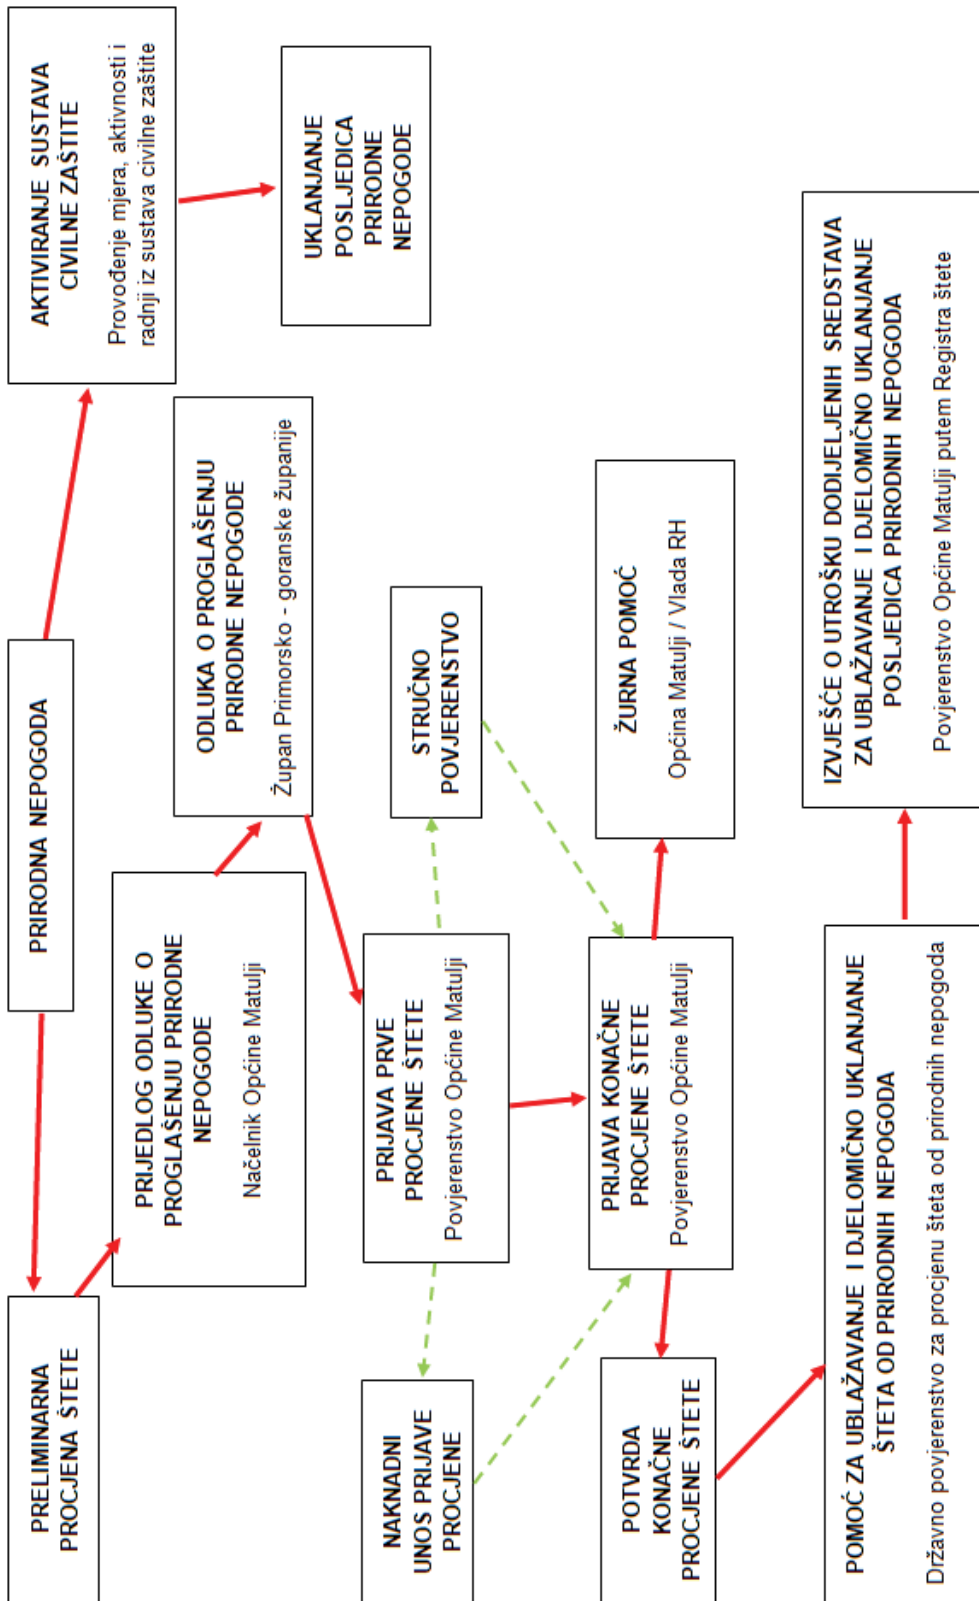 PRIRODNA NEPOGODA
PRELIMINARNA
PROCJENA ŠTETE
AKTIVIRANJE SUSTAVA
CIVILNE ZAŠTITE
Provođenje mjera, aktivnosti i
radnji iz sustava civilne zaštite
PRIJEDLOG ODLUKE O
PROGLAŠENJU PRIRODNE
NEPOGODE
Načelnik Općine Matulji
ODLUKA O PROGLAŠENJU
PRIRODNE NEPOGODE
Župan Primorsko - goranske županije
UKLANJANJE
POSLJEDICA
PRIRODNE
NEPOGODE
NAKNADNI
UNOS PRIJAVE
PROCJENE
PRIJAVA PRVE
PROCJENE ŠTETE
Povjerenstvo Općine Matulji
STRUČNO
POVJERENSTVO
POTVRDA
KONAČNE
PROCJENE ŠTETE
PRIJAVA KONAČNE
PROCJENE ŠTETE
Povjerenstvo Općine Matulji
ŽURNA POMOĆ
Općina Matulji / Vlada RH
POMOĆ ZA UBLAŽAVANJE I DJELOMIČNO UKLANJANJE
ŠTETA OD PRIRODNIH NEPOGODA
Državno povjerenstvo za procjenu šteta od prirodnih nepogoda
IZVJEŠĆE O UTROŠKU DODIJELJENIH SREDSTAVA
ZA UBLAŽAVANJE I DJELOMIČNO UKLANJANJE
POSLJEDICA PRIRODNIH NEPOGODA
Povjerenstvo Općine Matulji putem Registra štete